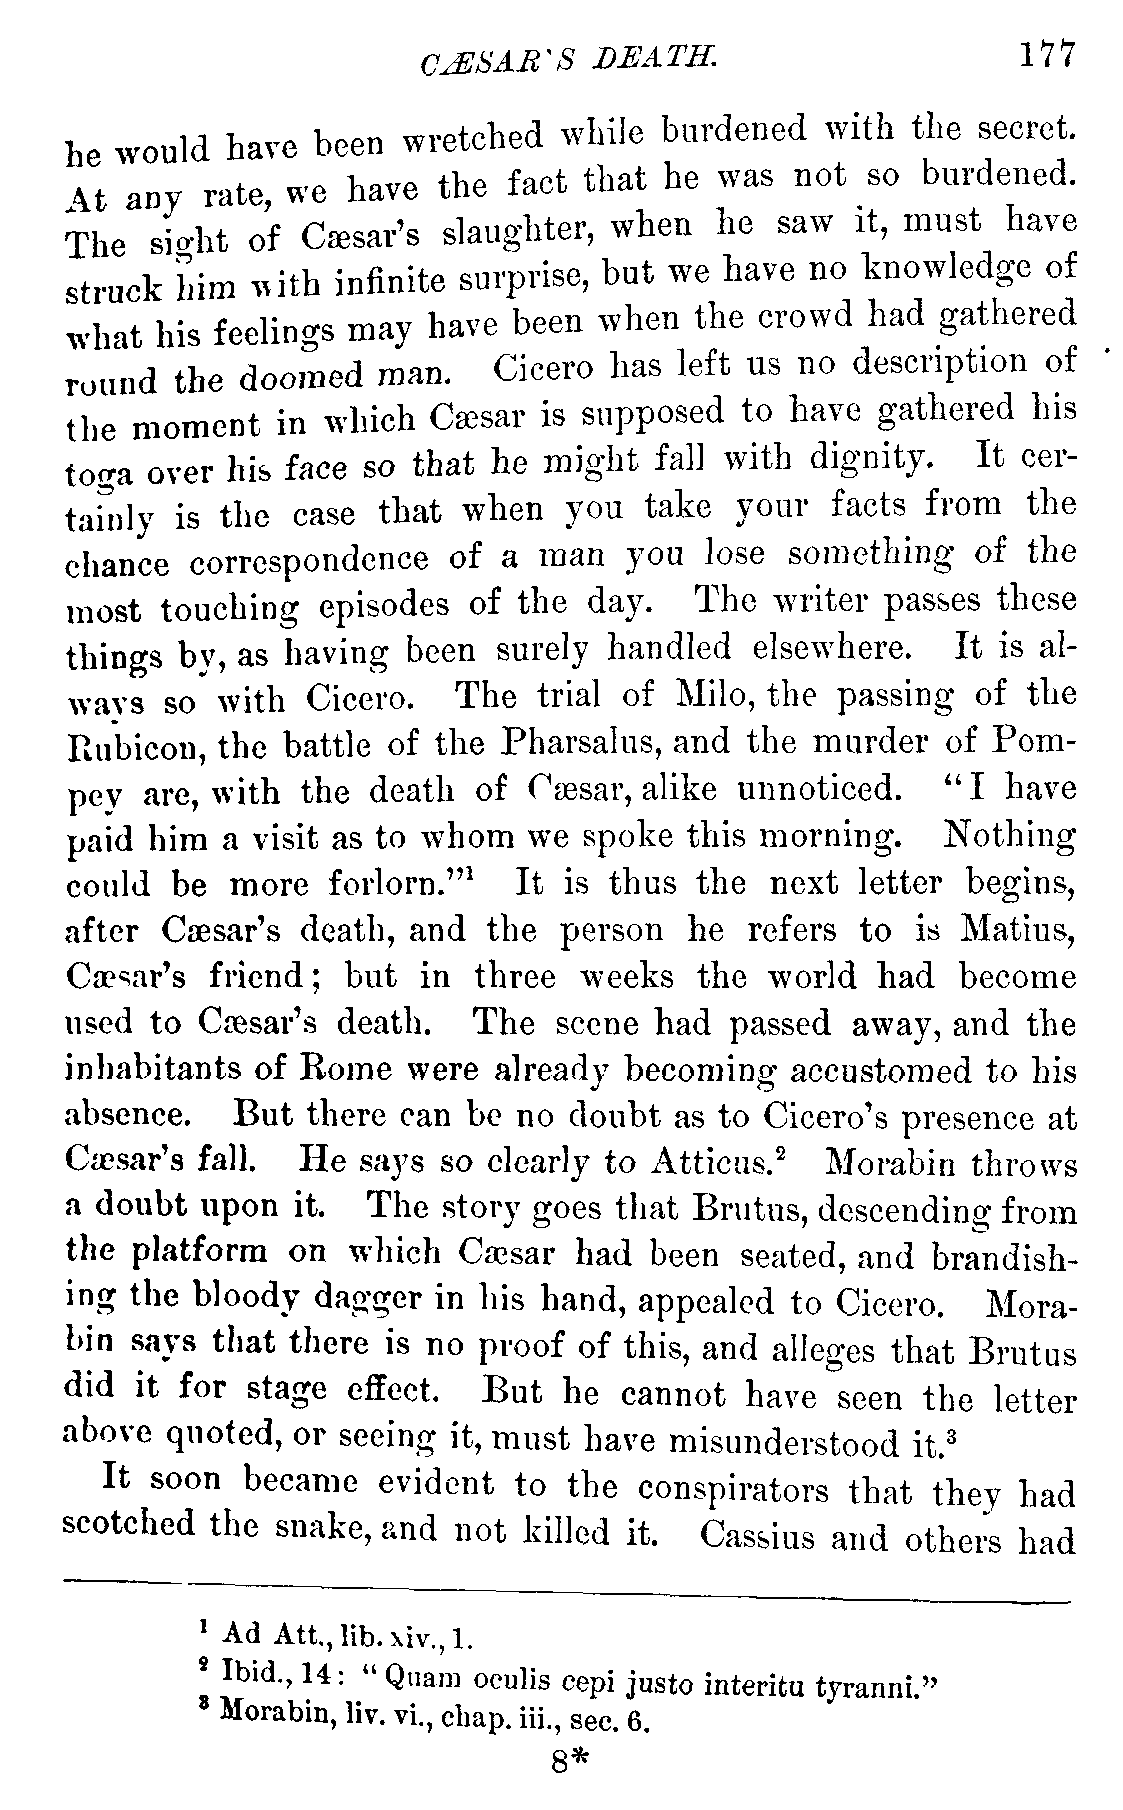 CÆSAR'S DEATH. 177
he would have been wretched while burdened with the secret.
At any rate, we have the fact that he was not so burdened.
The sight of Cæsar's slaughter, when he saw it, must have
struck him with infinite surprise, but we have no knowledge of
what his feelings may have been when the crowd had gathered
round the doomed man. Cicero has left us no description of
the moment in which Cæsar is supposed to have gathered his
toga over his face so that he might fall with dignity. It cer-
tainly is the case that when you take your facts from the
chance correspondence of a man you lose something of the
most touching episodes of the day. The writer passes these
things by, as having been surely handled elsewhere. It is al-
ways so with Cicero. The trial of Milo, the passing of the
Rubicon, the battle of the Pharsalus, and the murder of Pom-
pey are, with the death of Cæsar, alike unnoticed. "I have
paid him a visit as to whom we spoke this morning. Nothing
could be more forlorn."¹ It is thus the next letter begins,
after Cæsar's death, and the person he refers to is Matius,
Cæsar's friend; but in three weeks the world had become
used to Cæsar's death. The scene had passed away, and the
inhabitants of Rome were already becoming accustomed to his
absence. But there can be no doubt as to Cicero's presence at
Cæsar's fall. He says so clearly to Atticus.² Morabin throws
a doubt upon it. The story goes that Brutus, descending from
the platform on which Cæsar had been seated, and brandish-
ing the bloody dagger in his hand, appealed to Cicero. Mora-
bin says that there is no proof of this, and alleges that Brutus
did it for stage effect. But he cannot have seen the letter
above quoted, or seeing it, must have misunderstood it.³
It soon became evident to the conspirators that they had
scotched the snake, and not killed it. Cassius and others had
¹ Ad Att., lib. xiv., 1.
² Ibid., 14: "Quam oculis cepi justo interitu tyranni."
³ Morabin, liv. vi., chap. iii., sec. 6.
8*